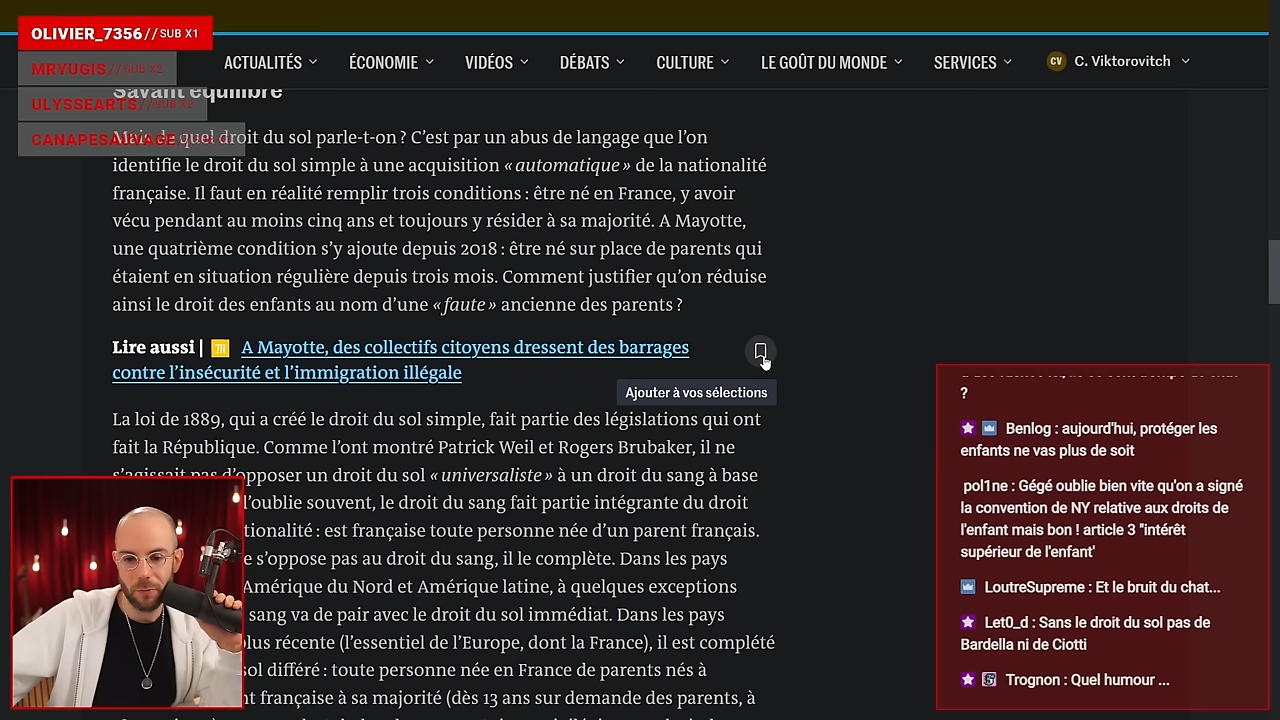 OLIVIER_7356 // SUB X1
MRYUGIS // SUB X2
ULYSSEARTS // SUB X2
CANAPESAUVAGE
ACTUALITÉS
ÉCONOMIE
VIDÉOS
DÉBATS
CULTURE
LE GOÛT DU MONDE
SERVICES
CV C. Viktorovitch
Savant équilibre
Mais de quel droit du sol parle-t-on ? C’est par un abus de langage que l’on
identifie le droit du sol simple à une acquisition « automatique » de la nationalité
française. Il faut en réalité remplir trois conditions : être né en France, y avoir
vécu pendant au moins cinq ans et toujours y résider à sa majorité. A Mayotte,
une quatrième condition s’y ajoute depuis 2018 : être né sur place de parents qui
étaient en situation régulière depuis trois mois. Comment justifier qu’on réduise
ainsi le droit des enfants au nom d’une « faute » ancienne des parents ?
Lire aussi | A Mayotte, des collectifs citoyens dressent des barrages
contre l’insécurité et l’immigration illégale
Ajouter à vos sélections
La loi de 1889, qui a créé le droit du sol simple, fait partie des législations qui ont
fait la République. Comme l’ont montré Patrick Weil et Rogers Brubaker, il ne
s’agissait pas d’opposer un droit du sol « universaliste » à un droit du sang à base
l’oublie souvent, le droit du sang fait partie intégrante du droit
tionalité : est française toute personne née d’un parent français.
e s’oppose pas au droit du sang, il le complète. Dans les pays
Amérique du Nord et Amérique latine, à quelques exceptions
sang va de pair avec le droit du sol immédiat. Dans les pays
lus récente (l’essentiel de l’Europe, dont la France), il est complété
sol différé : toute personne née en France de parents nés à
t française à sa majorité (dès 13 ans sur demande des parents, à
?
Benlog : aujourd'hui, protéger les
enfants ne vas plus de soit
pol1ne : Gégé oublie bien vite qu'on a signé
la convention de NY relative aux droits de
l'enfant mais bon ! article 3 "intérêt
supérieur de l'enfant'
LoutreSupreme : Et le bruit du chat...
Let0_d : Sans le droit du sol pas de
Bardella ni de Ciotti
Trognon : Quel humour ...